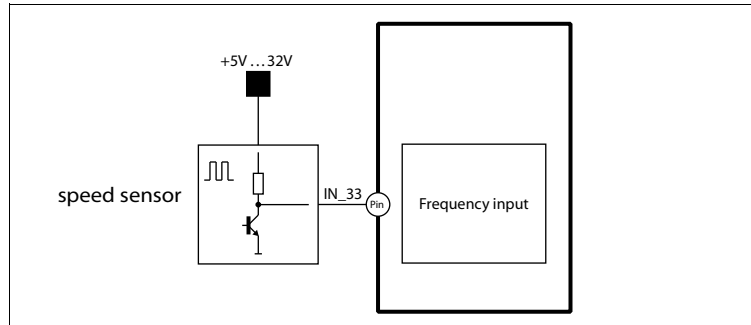 +5V...32V
speed sensor
IN_33
Pin
Frequency input